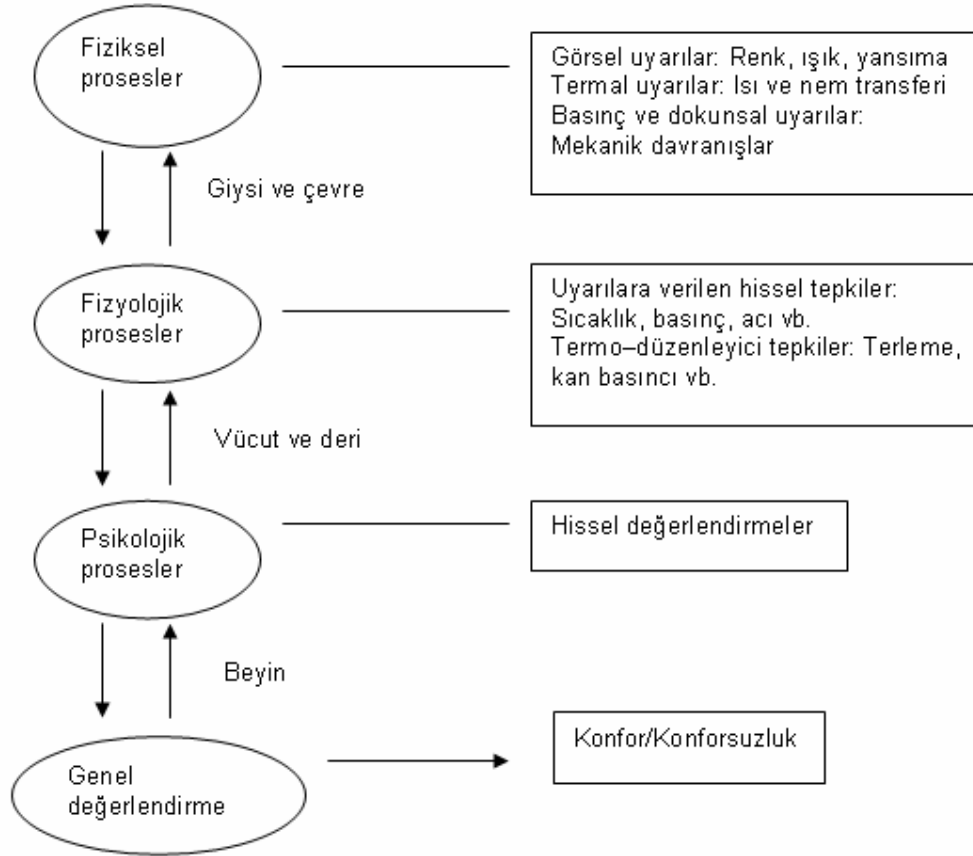 Fiziksel
prosesler
Görsel uyarılar: Renk, ışık, yansıma
Termal uyarılar: Isı ve nem transferi
Basınç ve dokunsal uyarılar:
Mekanik davranışlar
Giysi ve çevre
Fizyolojik
prosesler
Uyarılara verilen hissel tepkiler:
Sıcaklık, basınç, acı vb.
Termo–düzenleyici tepkiler: Terleme,
kan basıncı vb.
Vücut ve deri
Psikolojik
prosesler
Hissel değerlendirmeler
Beyin
Genel
değerlendirme
Konfor/Konforsuzluk